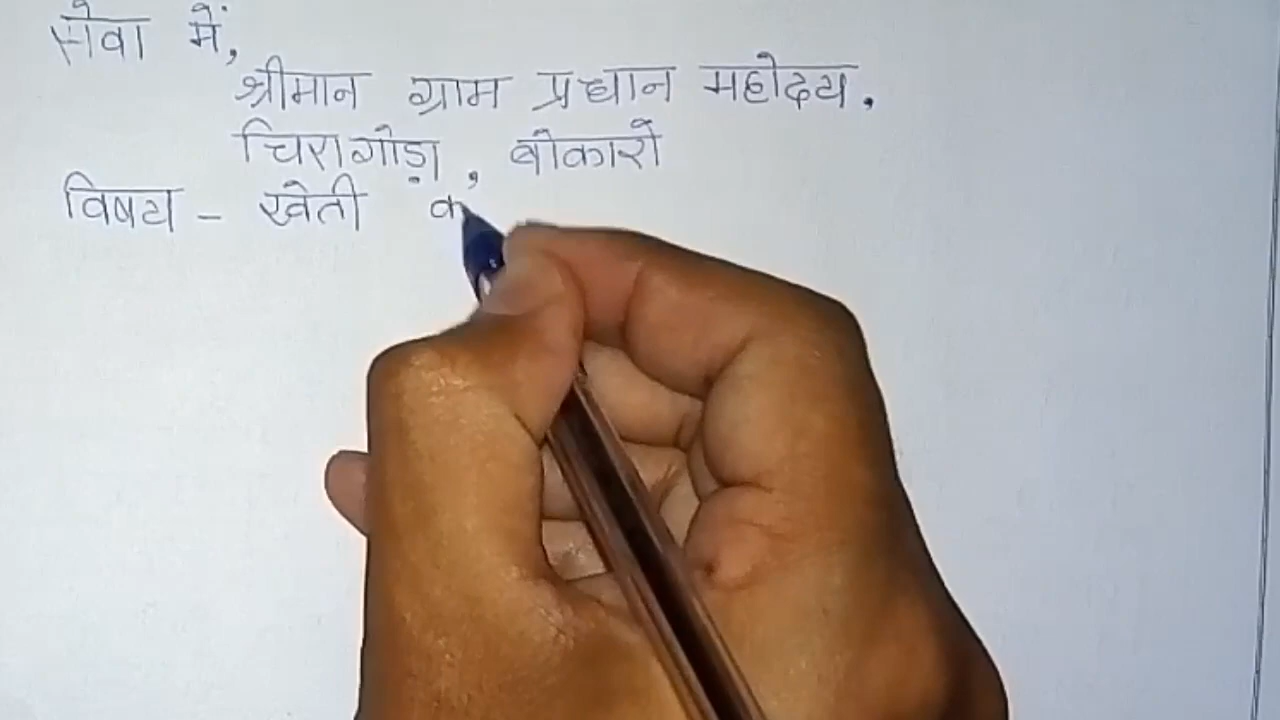 सेवा में,
श्रीमान ग्राम प्रधान महोदय.
चिरागोड़ा, बोकारो
विषय - खेती